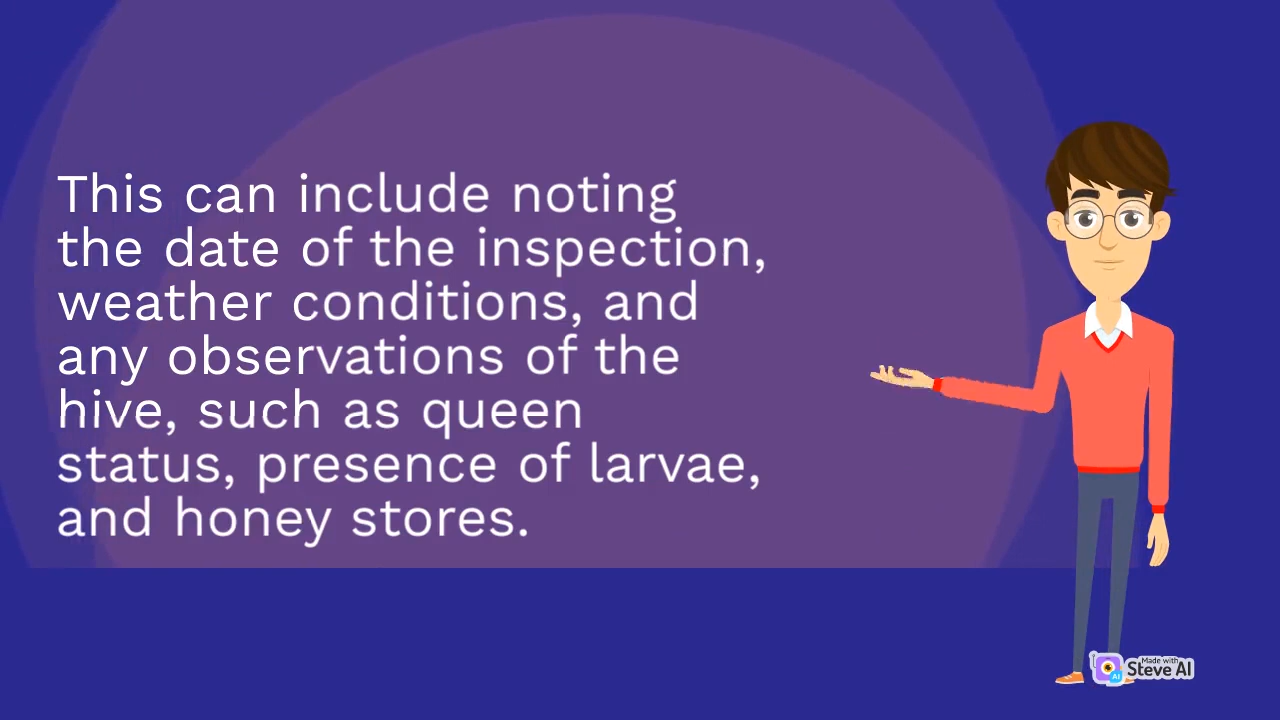 This can include noting
the date of the inspection,
weather conditions, and
any observations of the
hive, such as queen
status, presence of larvae,
and honey stores.
Made with
Steve AI
AI